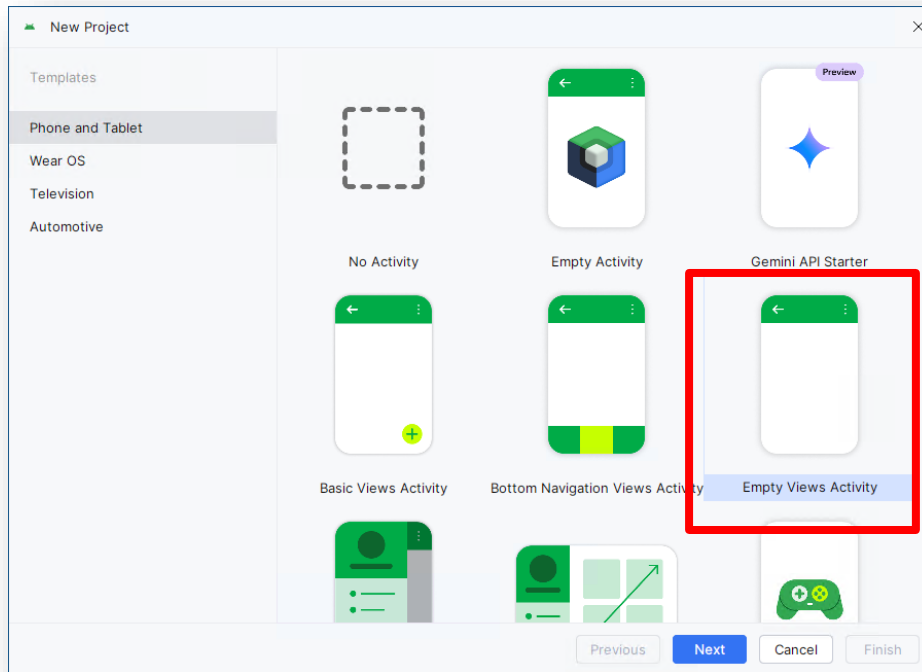 New Project
Templates
Phone and Tablet
Wear OS
Television
Automotive
Preview
No Activity
Empty Activity
Gemini API Starter
Basic Views Activity
Bottom Navigation Views Activity
Empty Views Activity
Previous
Next
Cancel
Finish